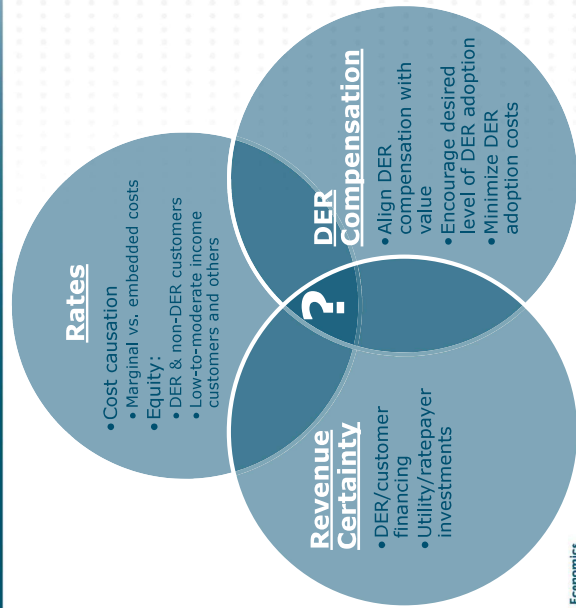 Rates
• Cost causation
• Marginal vs. embedded costs
• Equity:
• DER & non-DER customers
• Low-to-moderate income
customers and others
?
Revenue
Certainty
• DER/customer
financing
• Utility/ratepayer
investments
DER
Compensation
• Align DER
compensation with
value
• Encourage desired
level of DER adoption
• Minimize DER
adoption costs
Economics